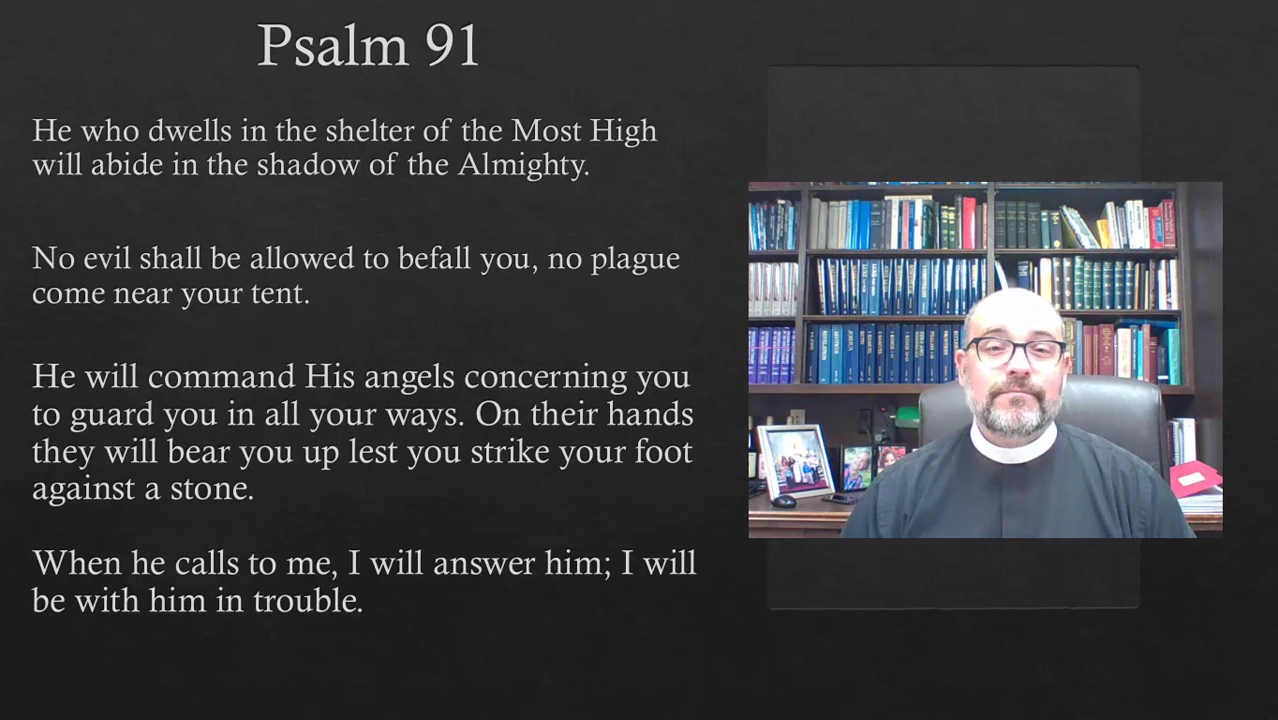 Psalm 91
He who dwells in the shelter of the Most High
will abide in the shadow of the Almighty.
No evil shall be allowed to befall you, no plague
come near your tent.
He will command His angels concerning you
to guard you in all your ways. On their hands
they will bear you up lest you strike your foot
against a stone.
When he calls to me, I will answer him; I will
be with him in trouble.